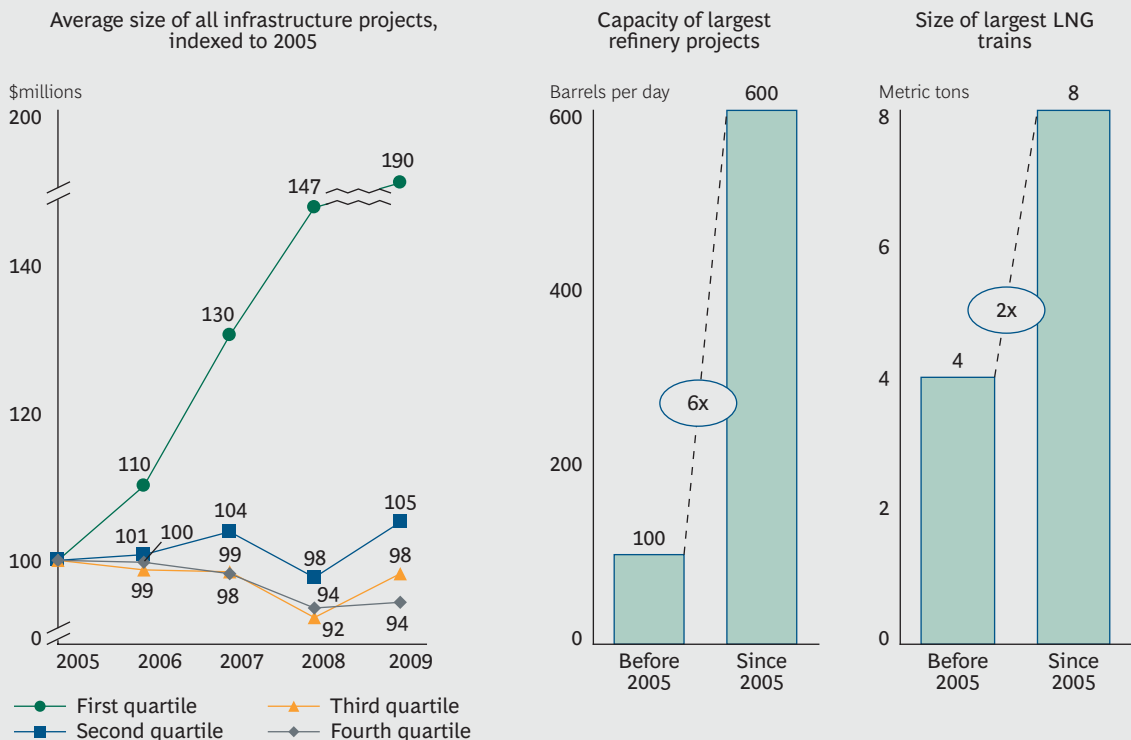 Average size of all infrastructure projects,
indexed to 2005
$millions
200
140
120
100
0
110
130
147
190
101
100
104
98
105
99
99
98
98
94
92
94
2005 2006 2007 2008 2009
First quartile
Second quartile
Third quartile
Fourth quartile
Capacity of largest
refinery projects
Barrels per day
600
400
200
0
600
6x
100
Before
2005
Since
2005
Size of largest LNG
trains
Metric tons
8
6
4
2
0
8
2x
4
Before
2005
Since
2005